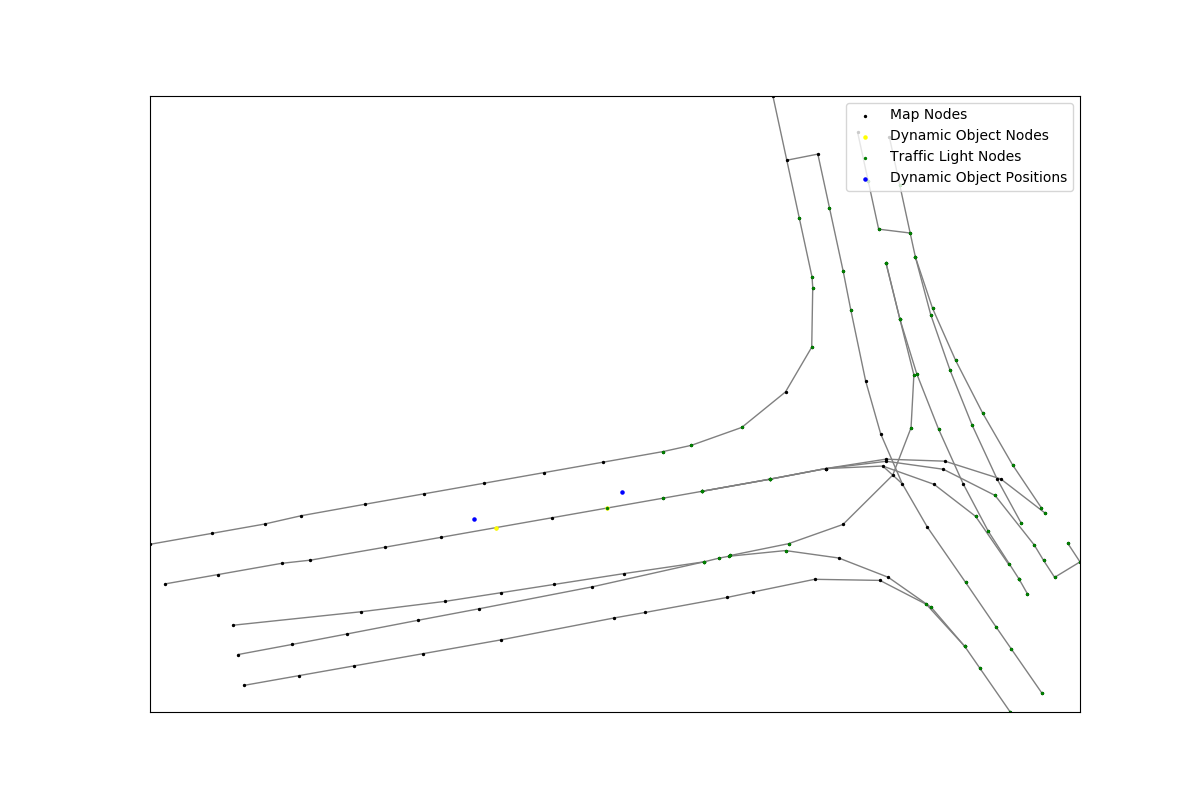 Map Nodes
Dynamic Object Nodes
Traffic Light Nodes
Dynamic Object Positions